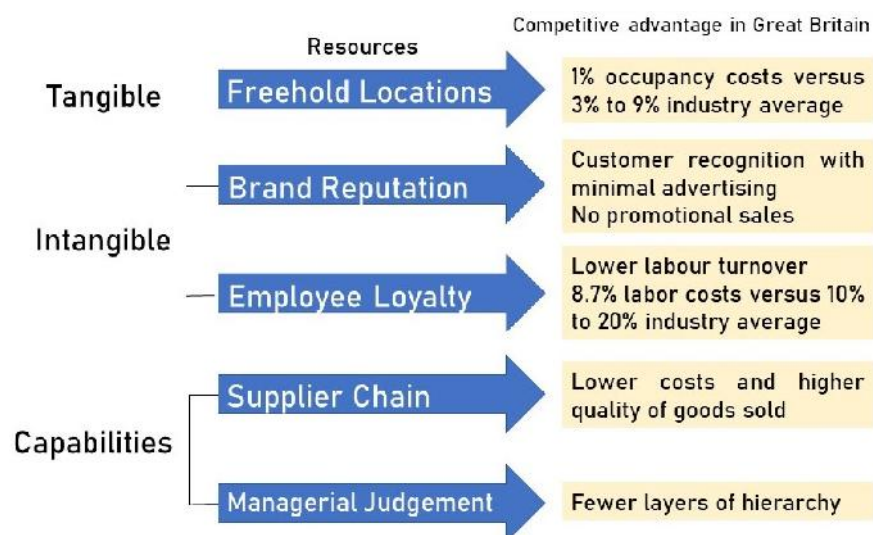 Competitive advantage in Great Britain
Resources
Tangible
Freehold Locations
1% occupancy costs versus
3% to 9% industry average
Intangible
Brand Reputation
Customer recognition with
minimal advertising
No promotional sales
Employee Loyalty
Lower labour turnover
8.7% labor costs versus 10%
to 20% industry average
Capabilities
Supplier Chain
Lower costs and higher
quality of goods sold
Managerial Judgement
Fewer layers of hierarchy